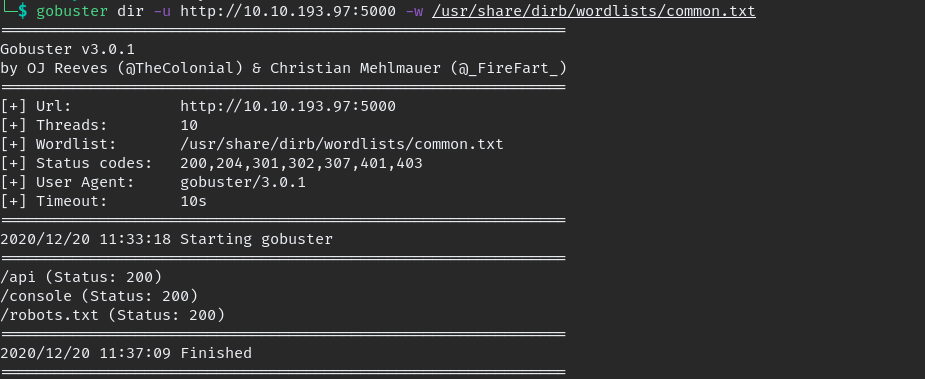 └─$ gobuster dir -u http://10.10.193.97:5000 -w /usr/share/dirb/wordlists/common.txt
===============================================================
Gobuster v3.0.1
by OJ Reeves (@TheColonial) & Christian Mehlmauer (@_FireFart_)
===============================================================
[+] Url:            http://10.10.193.97:5000
[+] Threads:        10
[+] Wordlist:       /usr/share/dirb/wordlists/common.txt
[+] Status codes:   200,204,301,302,307,401,403
[+] User Agent:     gobuster/3.0.1
[+] Timeout:        10s
===============================================================
2020/12/20 11:33:18 Starting gobuster
===============================================================
/api (Status: 200)
/console (Status: 200)
/robots.txt (Status: 200)
===============================================================
2020/12/20 11:37:09 Finished
===============================================================